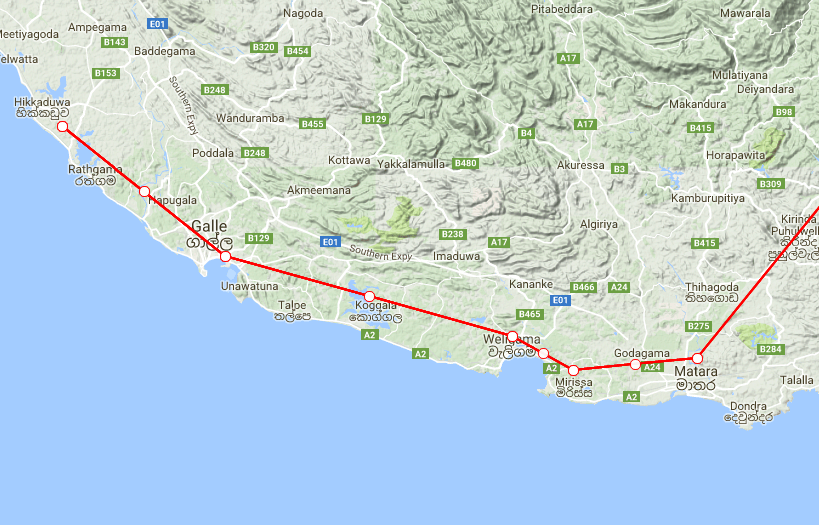 Nagoda
Pitabeddara
Mawarala
E01
Ampegama
Meetiyagoda
B143
B320
B454
Baddegama
A17
Telwatta
B153
Mulatiyana
Deiyandara
B248
Southern Expy
Makandura
B98
Hikkaduwa
හික්කඩුව
Wanduramba
B455
B129
B4
A17
B415
Poddala
B248
Kottawa
Yakkalamulla
B480
Akuressa
B3
Horapawita
Rathgama
රත්ගම
B309
Hapugala
Akmeemana
Kamburupitiya
Galle
ගාල්ල
B129
E01
Southern Expy
B238
A17
Algiriya
B415
Kirinda
Imaduwa
Unawatuna
Kananke
B466
A24
Thihagoda
තිහගොඩ
E01
Talpe
තල්පෙ
Koggala
කොග්ගල
B465
B275
A2
Weligama
වැලිගම
A2
Godagama
B284
A2
A24
Mirissa
මිරිස්ස
Matara
මාතර
Talalla
A2
Dondra
දෙවුන්දර